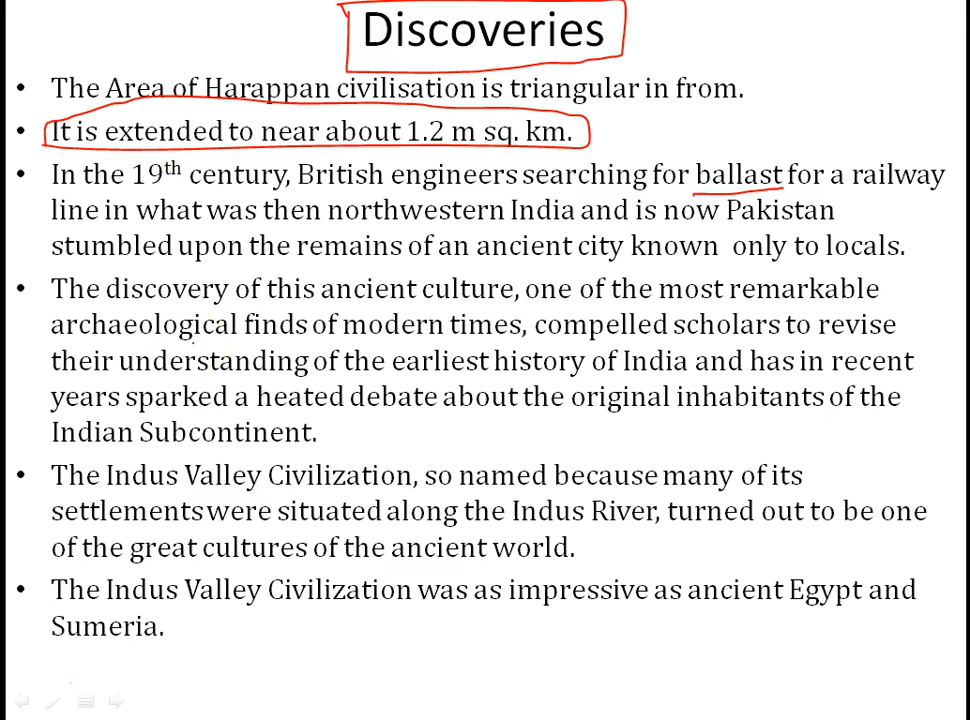 Discoveries
• The Area of Harappan civilisation is triangular in from.
• It is extended to near about 1.2 m sq. km.
• In the 19th century, British engineers searching for ballast for a railway
line in what was then northwestern India and is now Pakistan
stumbled upon the remains of an ancient city known only to locals.
• The discovery of this ancient culture, one of the most remarkable
archaeological finds of modern times, compelled scholars to revise
their understanding of the earliest history of India and has in recent
years sparked a heated debate about the original inhabitants of the
Indian Subcontinent.
• The Indus Valley Civilization, so named because many of its
settlements were situated along the Indus River, turned out to be one
of the great cultures of the ancient world.
• The Indus Valley Civilization was as impressive as ancient Egypt and
Sumeria.